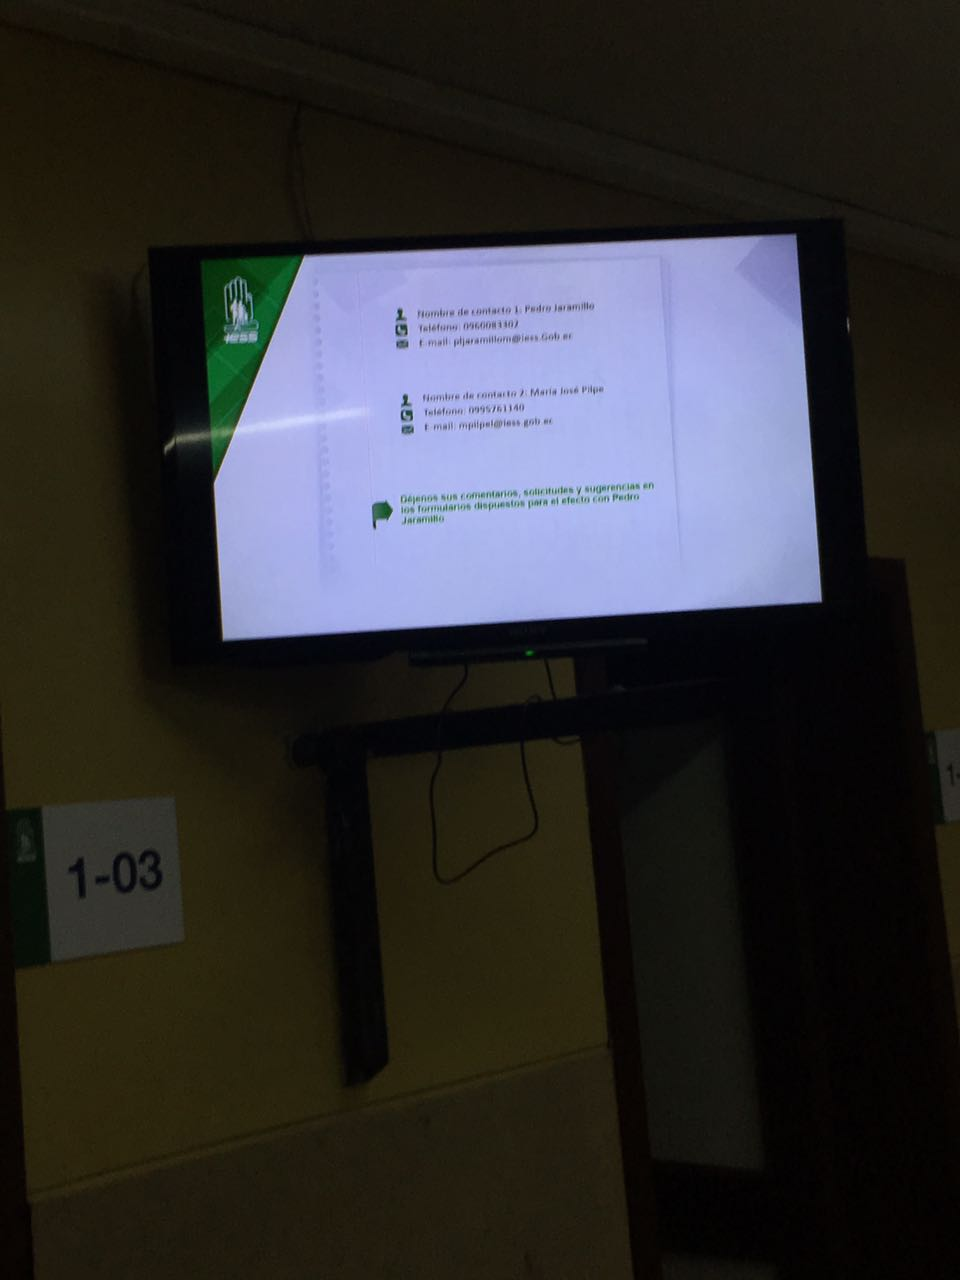 IESS
Nombre de contacto 1: Pedro Jaramillo
Teléfono: 0960083302
E-mail: pljaramillom@iess.Gob.ec
Nombre de contacto 2: María José Pilpe
Teléfono: 0995761140
E-mail: mpilpel@iess.gob.ec
Déjenos sus comentarios, solicitudes y sugerencias en
los formularios dispuestos para el efecto con Pedro
Jaramillo
SONY
1-03
1-